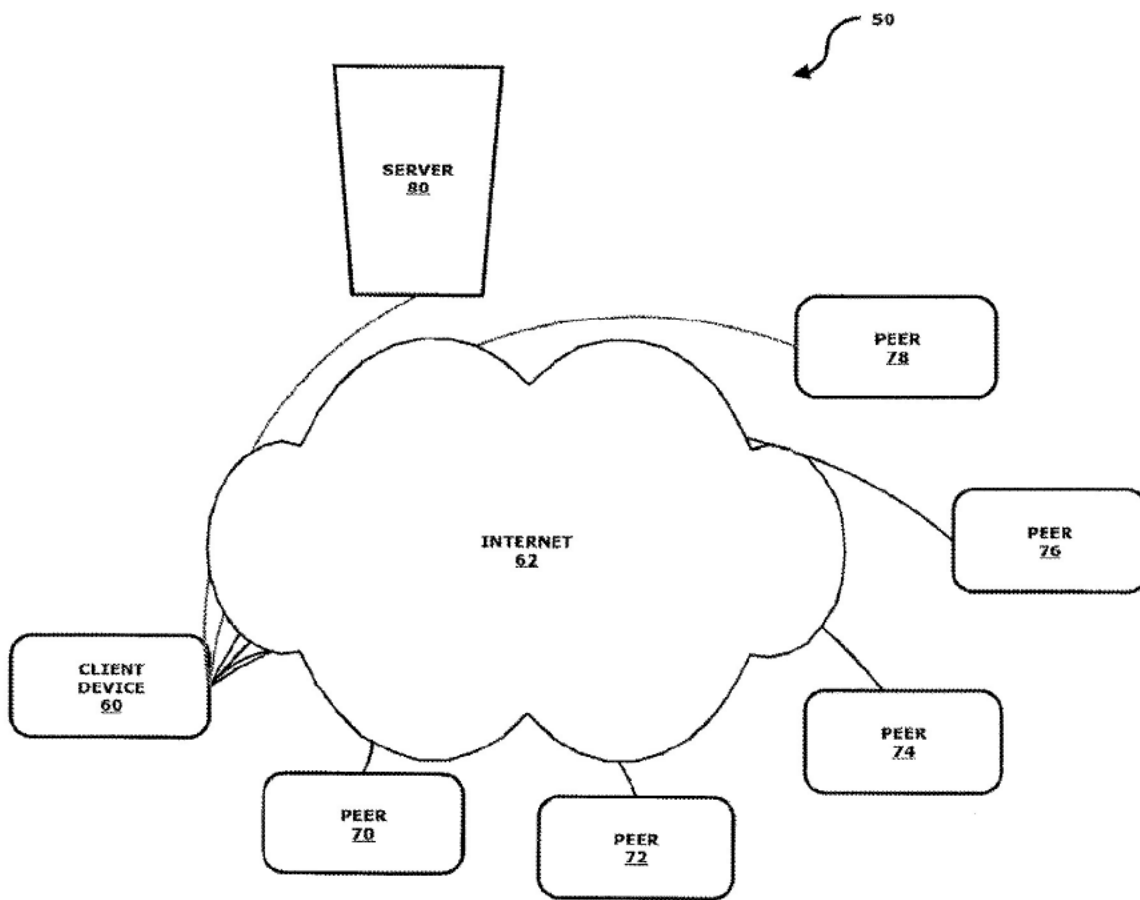 50
SERVER
80
PEER
78
INTERNET
62
PEER
76
CLIENT
DEVICE
60
PEER
74
PEER
70
PEER
72